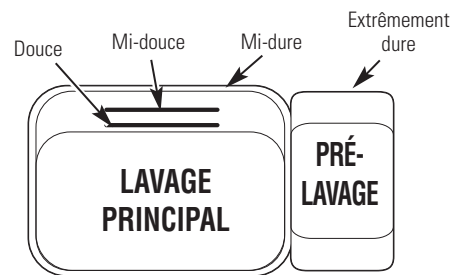 Extrêmement
dure
Mi-douce
Mi-dure
Douce
PRÉ-
LAVAGE
LAVAGE
PRINCIPAL